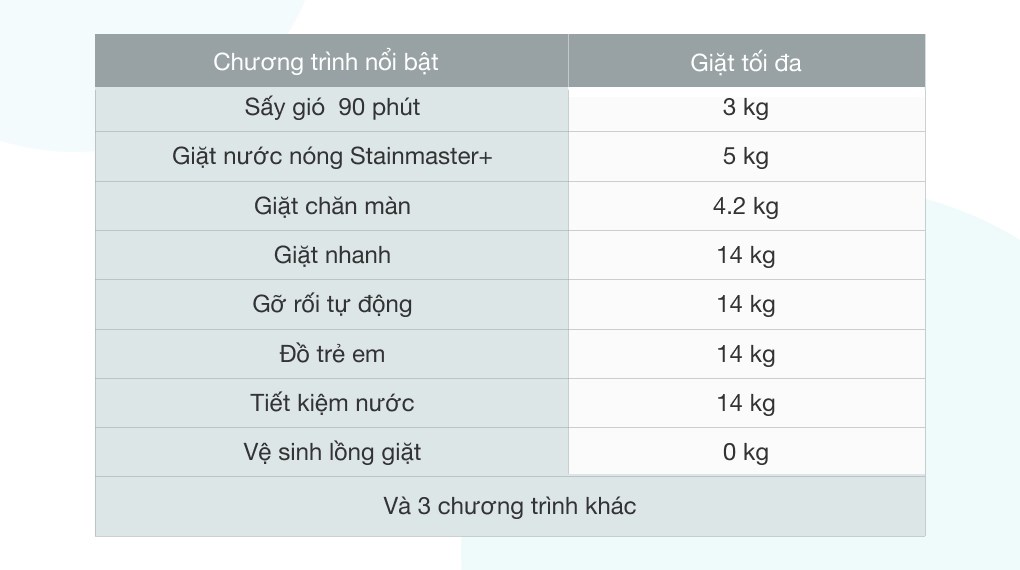 Chương trình nổi bật Giặt tối đa
Sấy gió 90 phút 3 kg
Giặt nước nóng Stainmaster+ 5 kg
Giặt chăn màn 4.2 kg
Giặt nhanh 14 kg
Gỡ rối tự động 14 kg
Đồ trẻ em 14 kg
Tiết kiệm nước 14 kg
Vệ sinh lồng giặt 0 kg
Và 3 chương trình khác